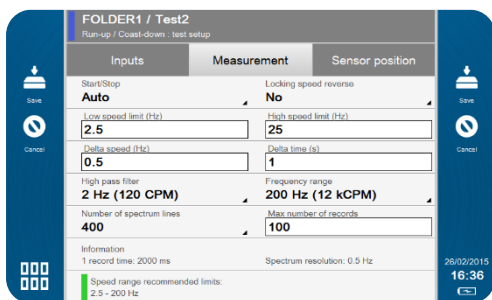 FOLDER1 / Test2
Run-up / Coast-down : test setup
Inputs
Measurement
Sensor position
Start/Stop
Auto
Locking speed reverse
No
Low speed limit (Hz)
2.5
High speed limit (Hz)
25
Delta speed (Hz)
0.5
Delta time (s)
1
High pass filter
2 Hz (120 CPM)
Frequency range
200 Hz (12 kCPM)
Number of spectrum lines
400
Max number of records
100
Information
1 record time: 2000 ms
Spectrum resolution: 0.5 Hz
Speed range recommended limits:
2.5 - 200 Hz
Save
Cancel
Save
Cancel
26/02/2015
16:36